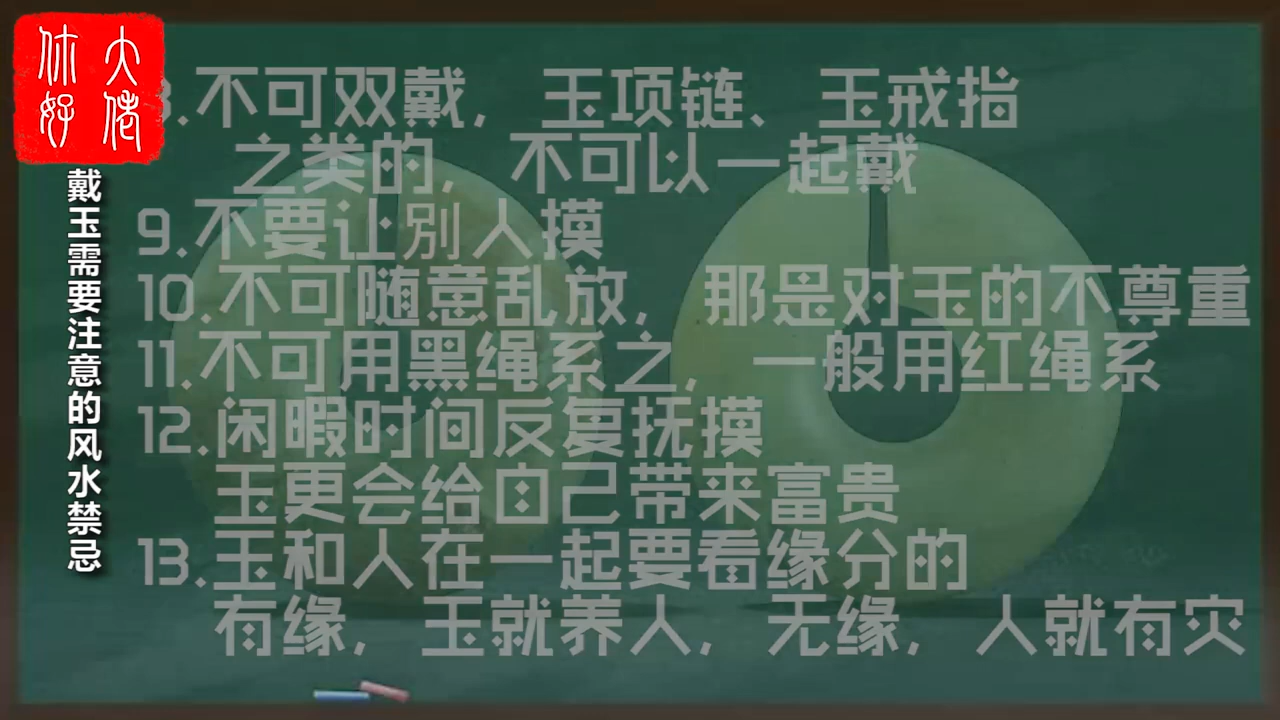 大佬
你好
戴玉需要注意的风水禁忌
8.不可双戴，玉项链、玉戒指
之类的，不可以一起戴
9.不要让别人摸
10.不可随意乱放，那是对玉的不尊重
11.不可用黑绳系之，一般用红绳系
12.闲暇时间反复抚摸
玉更会给自己带来富贵
13.玉和人在一起要看缘分的
有缘，玉就养人，无缘，人就有灾